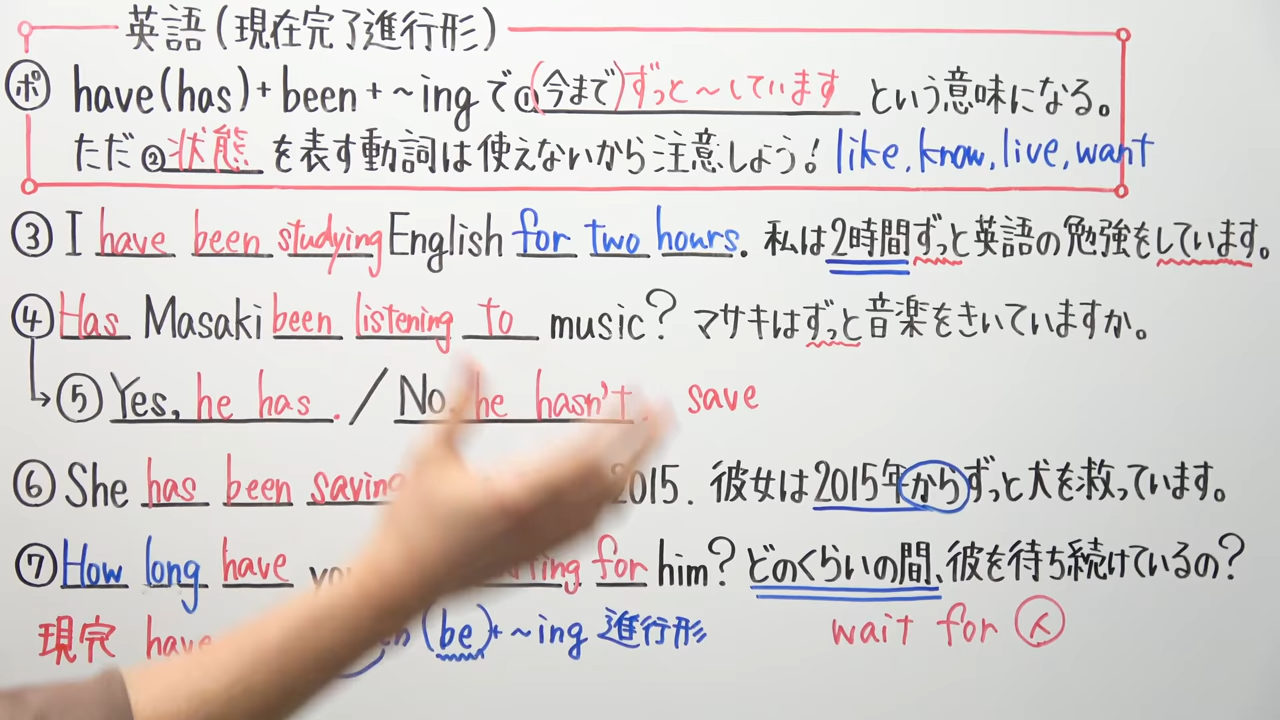 英語(現在完了進行形)
ポ have(has)+been+~ingで①(今まで)ずっと~しています という意味になる。
ただ②状態 を表す動詞は使えないから注意しよう! like, know, live, want
③ I have been studying English for two hours. 私は2時間ずっと英語の勉強をしています。
④ Has Masaki been listening to music? マサキはずっと音楽をきいていますか。
⑤ Yes, he has. / No, he hasn't. save
⑥ She has been saving 2015. 彼女は2015年からずっと犬を救っています。
⑦ How long have for him? どのくらいの間、彼を待ち続けているの?
現完 have (be)+~ing 進行形 wait for 人